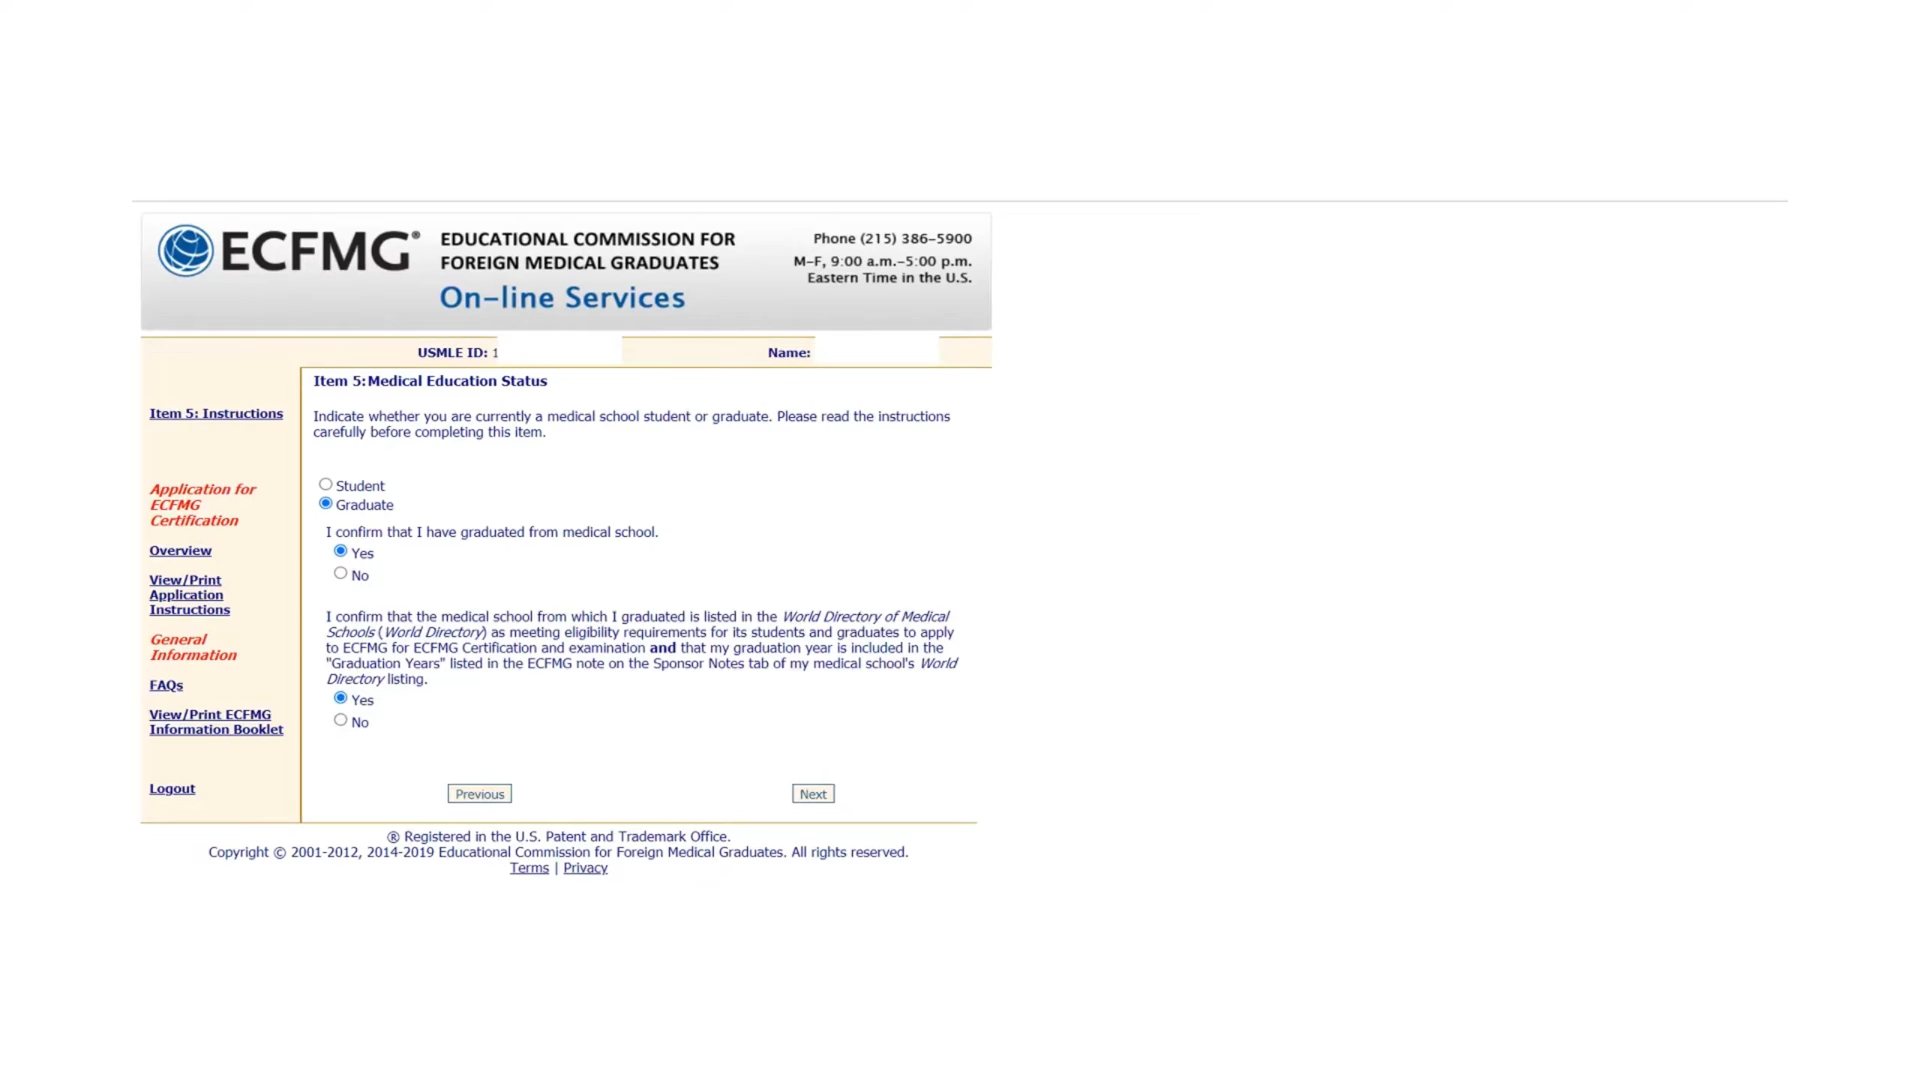 ECFMG®
EDUCATIONAL COMMISSION FOR
FOREIGN MEDICAL GRADUATES
On-line Services
Phone (215) 386-5900
M-F, 9:00 a.m.-5:00 p.m.
Eastern Time in the U.S.
USMLE ID: 1
Name:
Item 5: Instructions
Application for
ECFMG
Certification
Overview
View/Print
Application
Instructions
General
Information
FAQs
View/Print ECFMG
Information Booklet
Logout
Item 5:Medical Education Status
Indicate whether you are currently a medical school student or graduate. Please read the instructions
carefully before completing this item.
Student
Graduate
I confirm that I have graduated from medical school.
Yes
No
I confirm that the medical school from which I graduated is listed in the World Directory of Medical
Schools (World Directory) as meeting eligibility requirements for its students and graduates to apply
to ECFMG for ECFMG Certification and examination and that my graduation year is included in the
"Graduation Years" listed in the ECFMG note on the Sponsor Notes tab of my medical school's World
Directory listing.
Yes
No
Previous
Next
® Registered in the U.S. Patent and Trademark Office.
Copyright © 2001-2012, 2014-2019 Educational Commission for Foreign Medical Graduates. All rights reserved.
Terms | Privacy